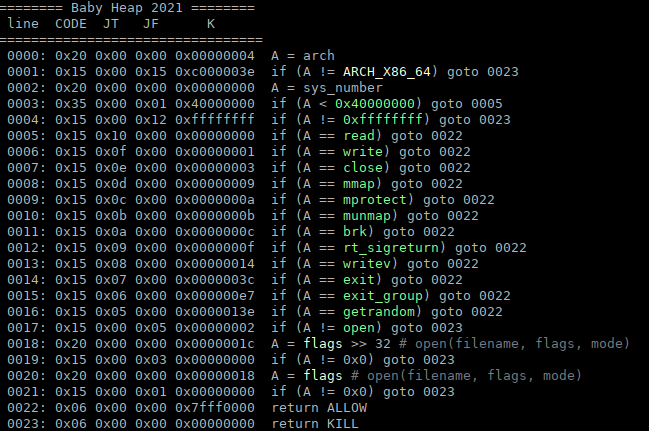 ======== Baby Heap 2021 ========
line CODE JT JF K
=================================
0000: 0x20 0x00 0x00 0x00000004 A = arch
0001: 0x15 0x00 0x15 0xc000003e if (A != ARCH_X86_64) goto 0023
0002: 0x20 0x00 0x00 0x00000000 A = sys_number
0003: 0x35 0x00 0x01 0x40000000 if (A < 0x40000000) goto 0005
0004: 0x15 0x00 0x12 0xffffffff if (A != 0xffffffff) goto 0023
0005: 0x15 0x10 0x00 0x00000000 if (A == read) goto 0022
0006: 0x15 0x0f 0x00 0x00000001 if (A == write) goto 0022
0007: 0x15 0x0e 0x00 0x00000003 if (A == close) goto 0022
0008: 0x15 0x0d 0x00 0x00000009 if (A == mmap) goto 0022
0009: 0x15 0x0c 0x00 0x0000000a if (A == mprotect) goto 0022
0010: 0x15 0x0b 0x00 0x0000000b if (A == munmap) goto 0022
0011: 0x15 0x0a 0x00 0x0000000c if (A == brk) goto 0022
0012: 0x15 0x09 0x00 0x0000000f if (A == rt_sigreturn) goto 0022
0013: 0x15 0x08 0x00 0x00000014 if (A == writev) goto 0022
0014: 0x15 0x07 0x00 0x0000003c if (A == exit) goto 0022
0015: 0x15 0x06 0x00 0x000000e7 if (A == exit_group) goto 0022
0016: 0x15 0x05 0x00 0x0000013e if (A == getrandom) goto 0022
0017: 0x15 0x00 0x05 0x00000002 if (A != open) goto 0023
0018: 0x20 0x00 0x00 0x0000001c A = flags >> 32 # open(filename, flags, mode)
0019: 0x15 0x00 0x03 0x00000000 if (A != 0x0) goto 0023
0020: 0x20 0x00 0x00 0x00000018 A = flags # open(filename, flags, mode)
0021: 0x15 0x00 0x01 0x00000000 if (A != 0x0) goto 0023
0022: 0x06 0x00 0x00 0x7fff0000 return ALLOW
0023: 0x06 0x00 0x00 0x00000000 return KILL